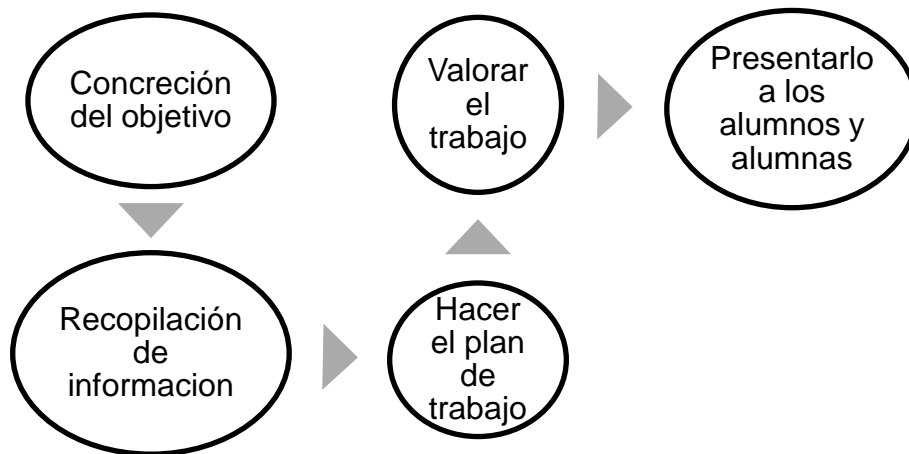 Concreción
del objetivo
Recopilación
de
informacion
Hacer
el plan
de
trabajo
Valorar
el
trabajo
Presentarlo
a los
alumnos y
alumnas